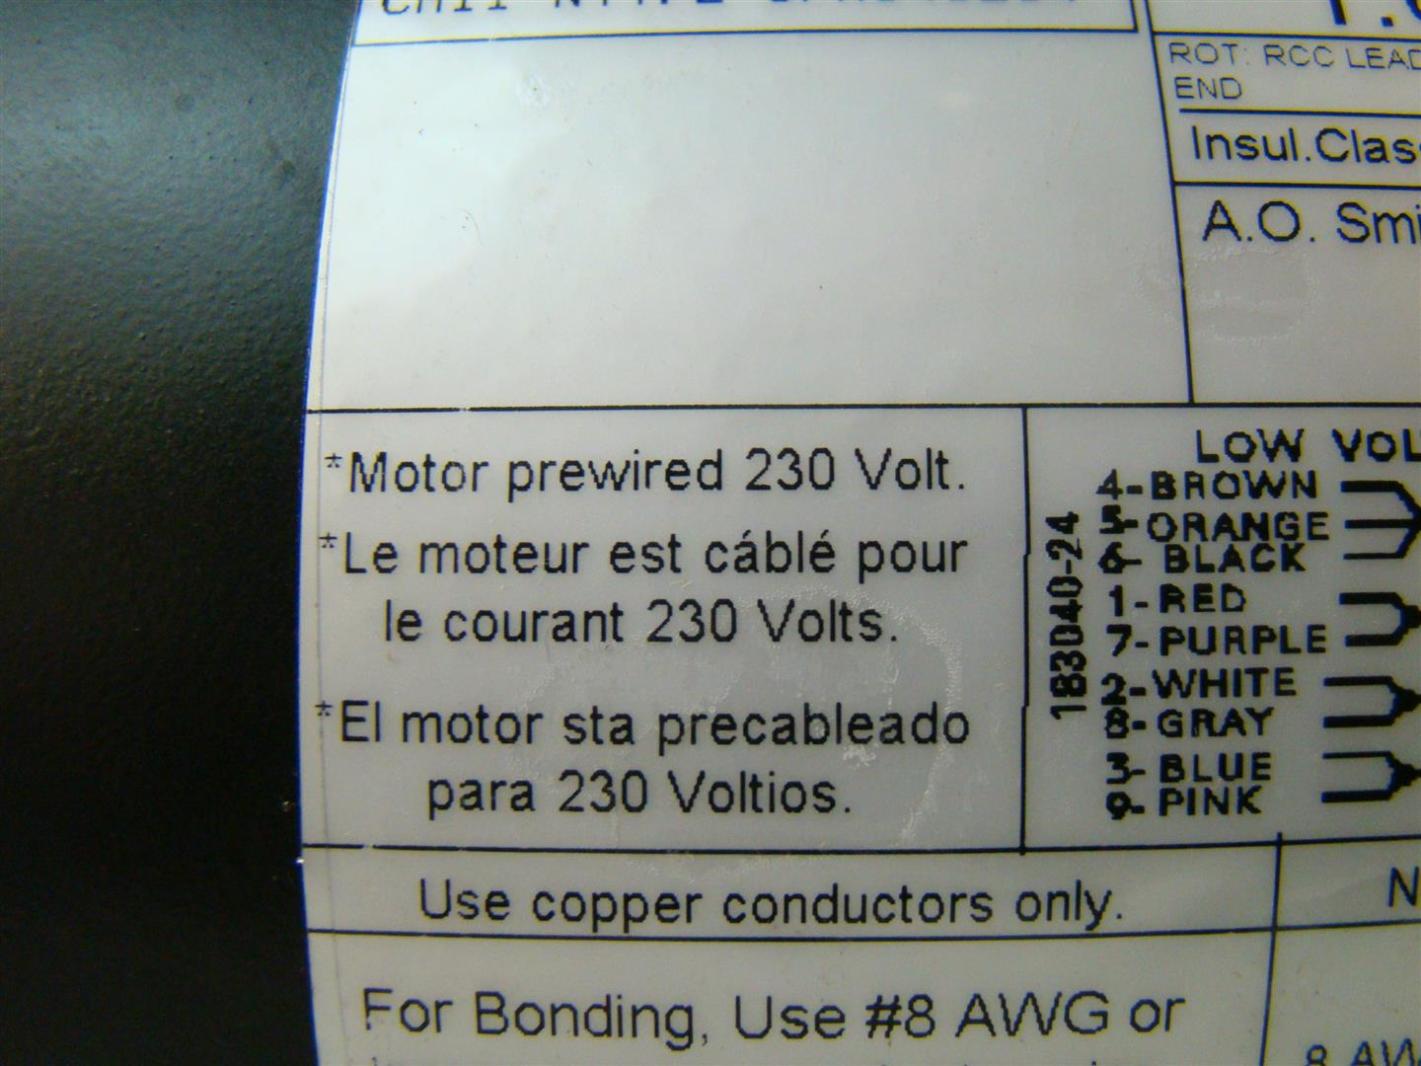 ROT: RCC LEAD
END
Insul.Class
A.O. Smi
*Motor prewired 230 Volt.
*Le moteur est cáblé pour
le courant 230 Volts.
*El motor sta precableado
para 230 Voltios.
183040-24
LOW VOL
4-BROWN
5-ORANGE
6- BLACK
1-RED
7-PURPLE
2-WHITE
8-GRAY
3-BLUE
9-PINK
Use copper conductors only.
N
For Bonding, Use #8 AWG or
8 AW